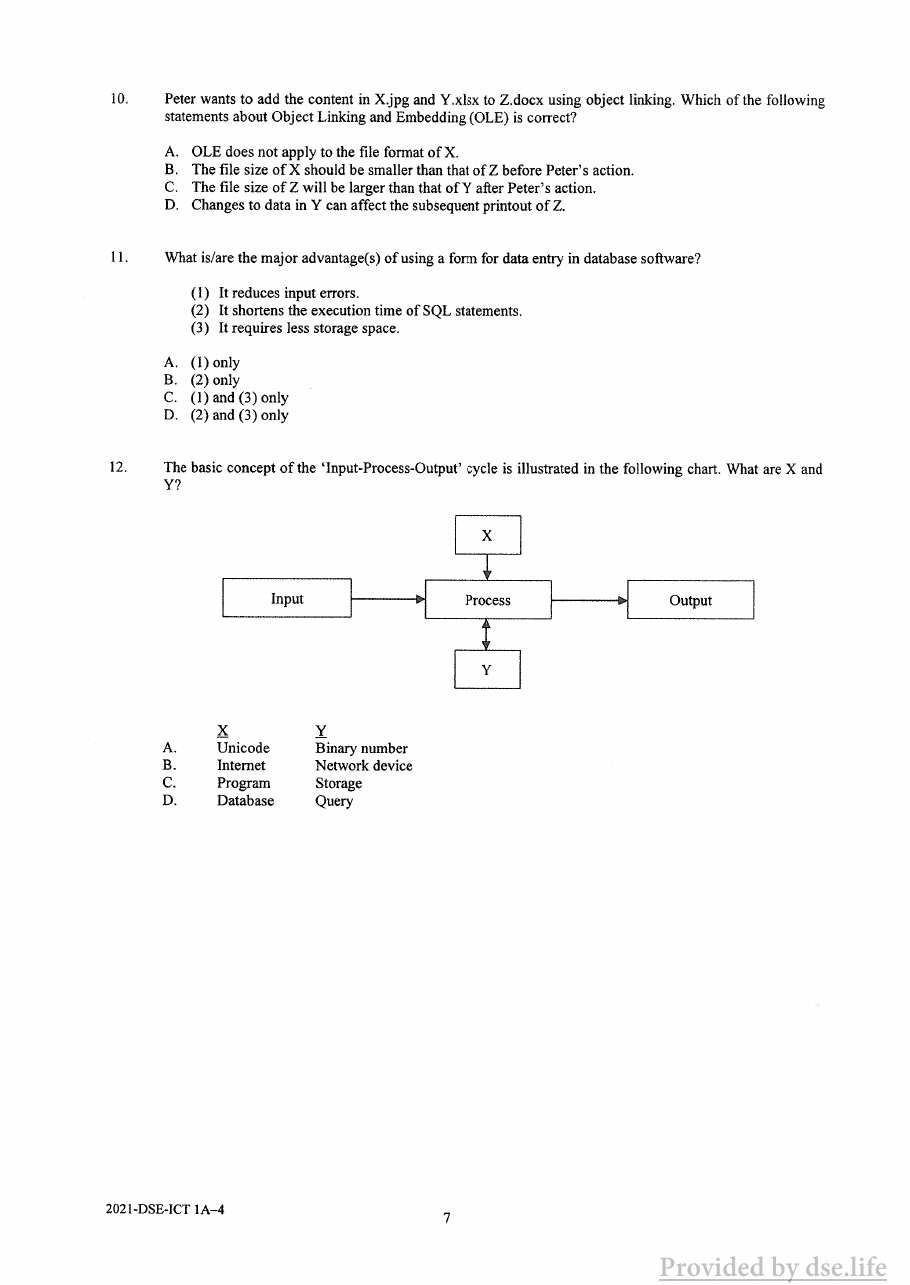 10. Peter wants to add the content in X.jpg and Y.xlsx to Z.docx using object linking. Which of the following
statements about Object Linking and Embedding (OLE) is correct?
A. OLE does not apply to the file format of X.
B. The file size of X should be smaller than that of Z before Peter's action.
C. The file size of Z will be larger than that of Y after Peter's action.
D. Changes to data in Y can affect the subsequent printout of Z.
11. What is/are the major advantage(s) of using a form for data entry in database software?
(1) It reduces input errors.
(2) It shortens the execution time of SQL statements.
(3) It requires less storage space.
A. (1) only
B. (2) only
C. (1) and (3) only
D. (2) and (3) only
12. The basic concept of the 'Input-Process-Output' cycle is illustrated in the following chart. What are X and
Y?
X
Input Process Output
Y
X Y
A. Unicode Binary number
B. Internet Network device
C. Program Storage
D. Database Query
2021-DSE-ICT 1A–4
7
Provided by dse.life